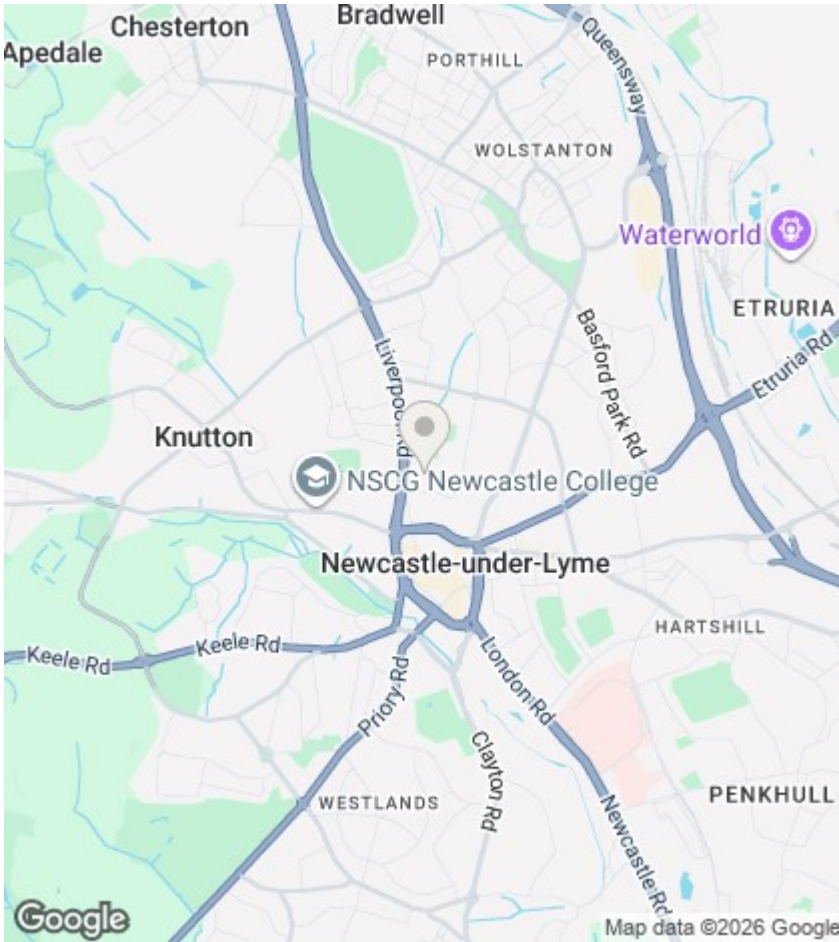 Bradwell
Chesterton
Apedale
PORTHILL
Queensway
WOLSTANTON
Waterworld
ETRURIA
Basford Park Rd
Etruria Rd
Liverpool Rd
Knutton
NSCG Newcastle College
Newcastle-under-Lyme
HARTSHILL
Keele Rd
Keele Rd
Priory Rd
London Rd
Clayton Rd
WESTLANDS
PENKHULL
Newcastle Rd
Google
Map data ©2026 Google